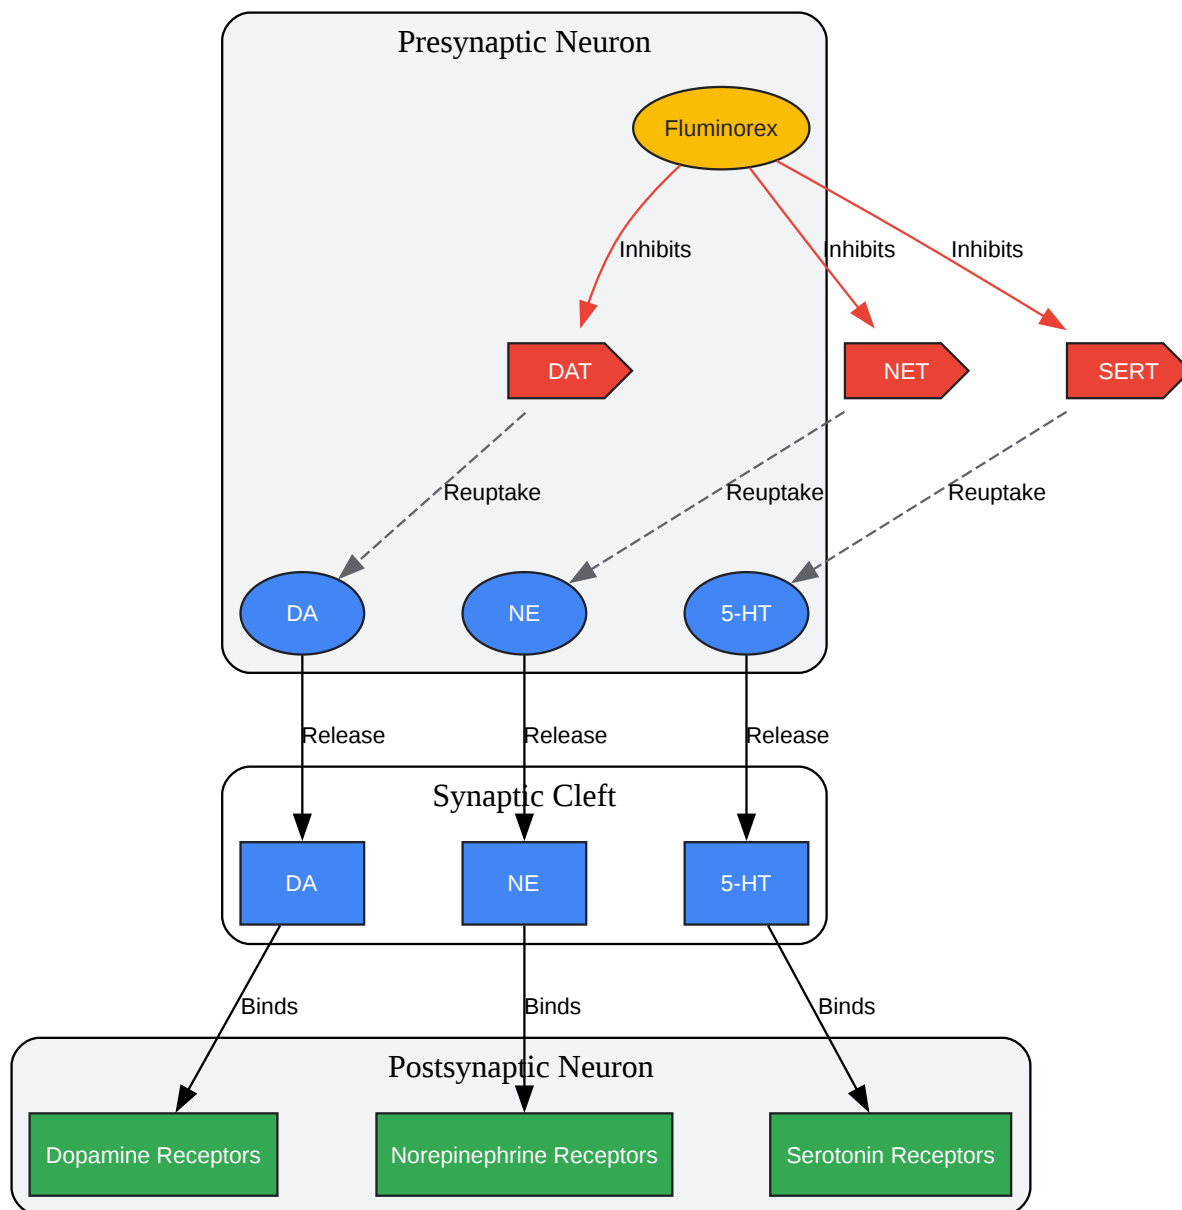 Presynaptic Neuron
Fluminorex
Inhibits
Inhibits
Inhibits
DAT
NET
SERT
Reuptake
Reuptake
Reuptake
DA
NE
5-HT
Release
Release
Release
Synaptic Cleft
DA
NE
5-HT
Binds
Binds
Binds
Postsynaptic Neuron
Dopamine Receptors
Norepinephrine Receptors
Serotonin Receptors